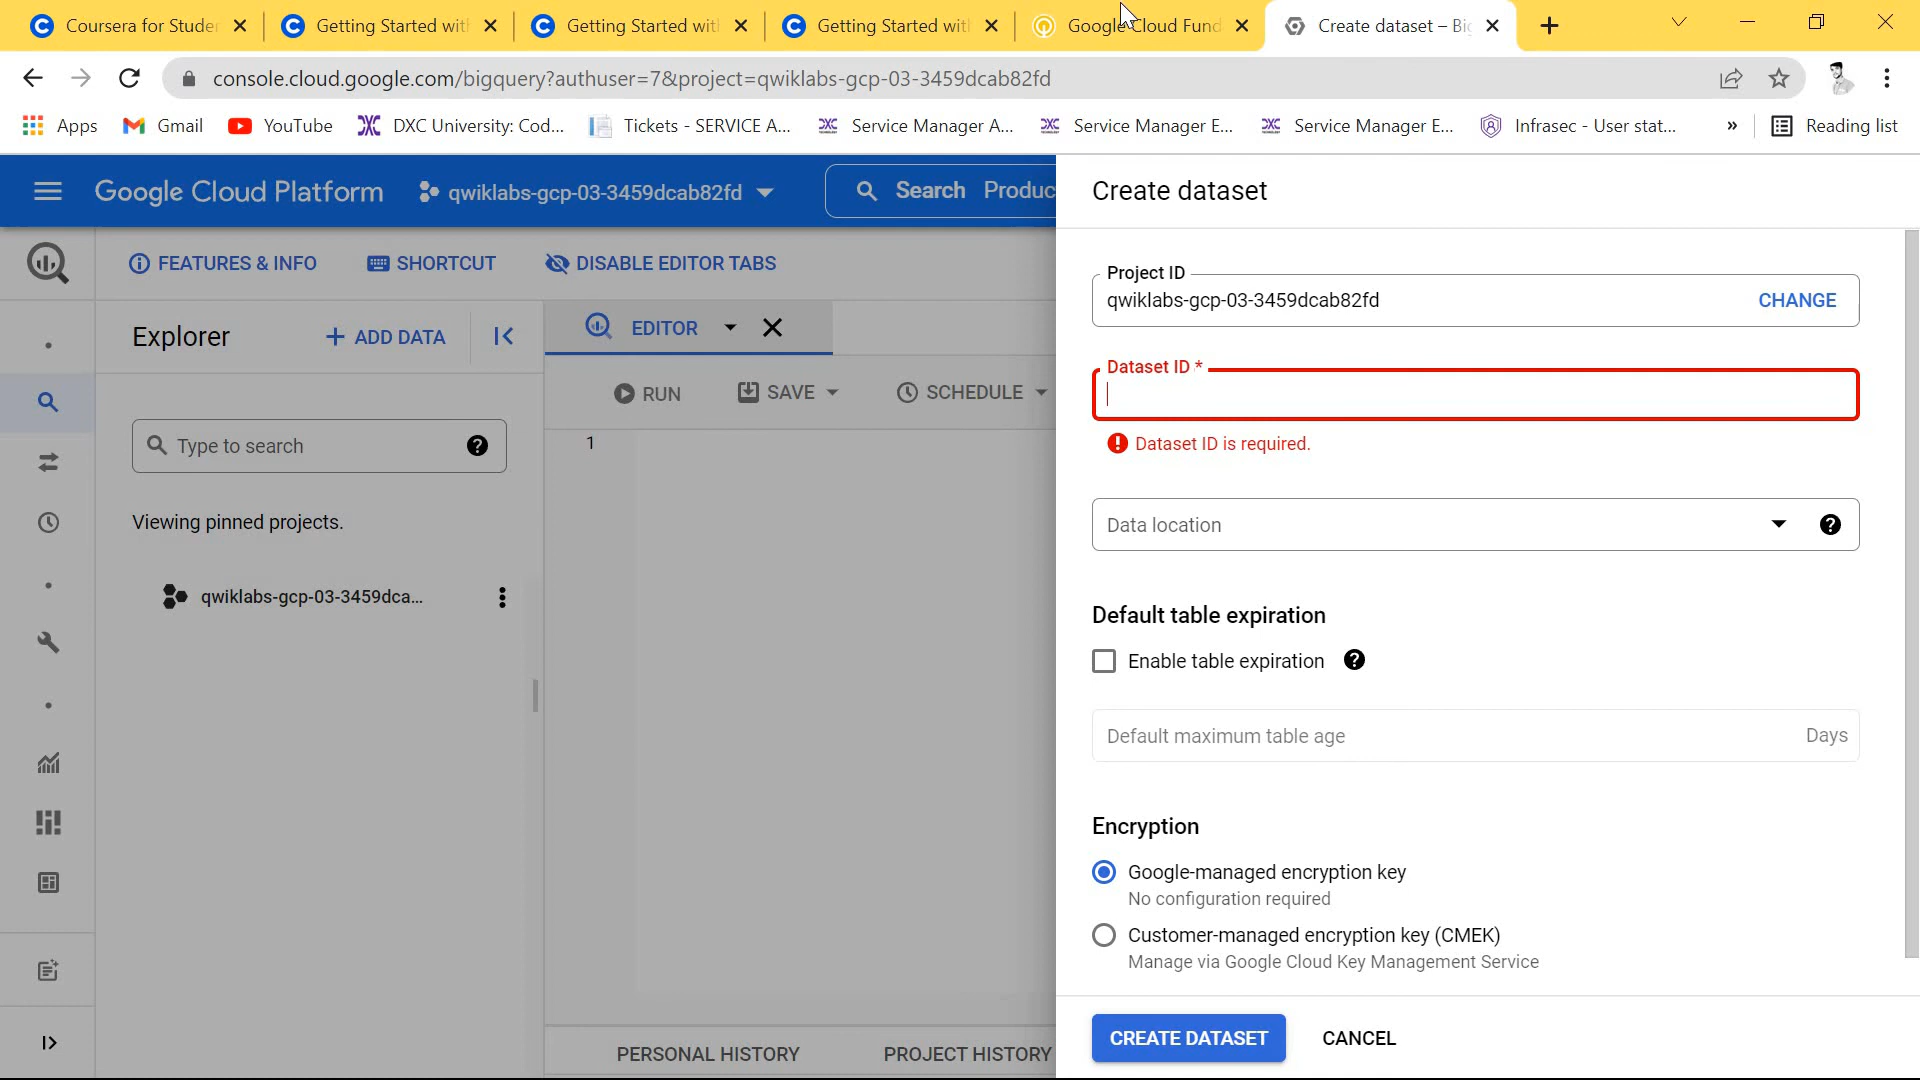 Coursera for Studer
Getting Started with
Getting Started with
Getting Started with
Google Cloud Fund
Create dataset – Big
console.cloud.google.com/bigquery?authuser=7&project=qwiklabs-gcp-03-3459dcab82fd
Apps
Gmail
YouTube
DXC University: Cod...
Tickets - SERVICE A...
Service Manager A...
Service Manager E...
Service Manager E...
Infrasec - User stat...
»
Reading list
Google Cloud Platform
qwiklabs-gcp-03-3459dcab82fd
Search Produc
FEATURES & INFO
SHORTCUT
DISABLE EDITOR TABS
Explorer
+ ADD DATA
EDITOR
RUN
SAVE
SCHEDULE
Type to search
1
Viewing pinned projects.
qwiklabs-gcp-03-3459dca...
PERSONAL HISTORY
PROJECT HISTORY
Create dataset
Project ID
qwiklabs-gcp-03-3459dcab82fd
CHANGE
Dataset ID *
Dataset ID is required.
Data location
Default table expiration
Enable table expiration
Default maximum table age
Days
Encryption
Google-managed encryption key
No configuration required
Customer-managed encryption key (CMEK)
Manage via Google Cloud Key Management Service
CREATE DATASET
CANCEL